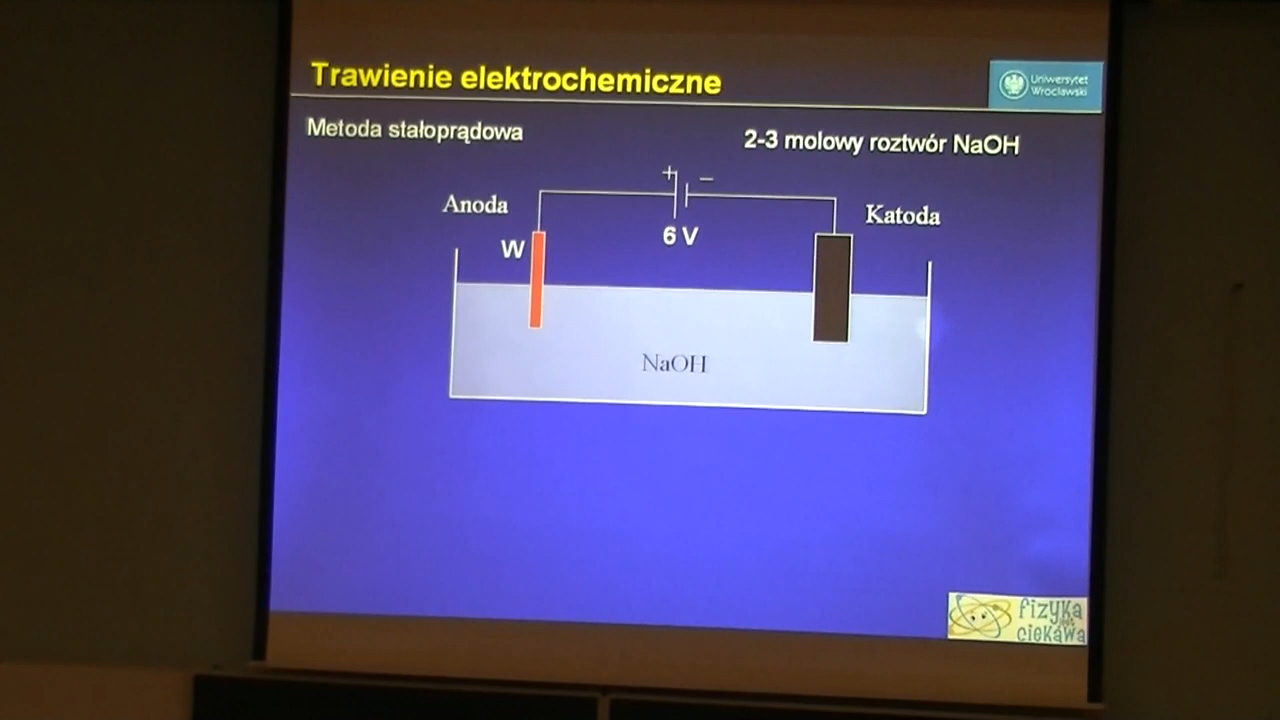 Trawienie elektrochemiczne
Uniwersytet
Wrocławski
Metoda stałoprądowa
2-3 molowy roztwór NaOH
+ −
Anoda
Katoda
W
6 V
NaOH
fizyka
ciekawa